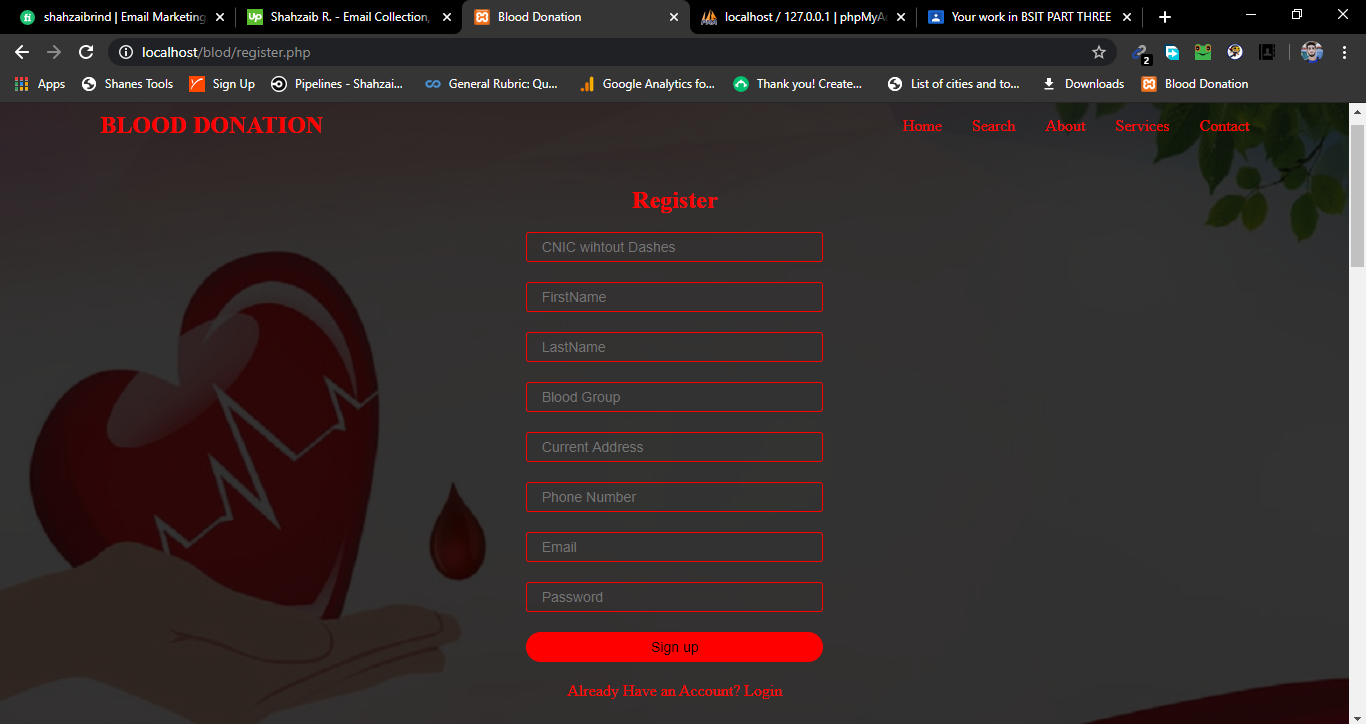 shahzaibrind | Email Marketing
Shahzaib R. - Email Collection,
Blood Donation
localhost / 127.0.0.1 | phpMyA
Your work in BSIT PART THREE
localhost/blod/register.php
2
Apps
Shanes Tools
Sign Up
Pipelines - Shahzai...
General Rubric: Qu...
Google Analytics fo...
Thank you! Create...
List of cities and to...
Downloads
Blood Donation
BLOOD DONATION
Home
Search
About
Services
Contact
Register
CNIC wihtout Dashes
FirstName
LastName
Blood Group
Current Address
Phone Number
Email
Password
Sign up
Already Have an Account? Login